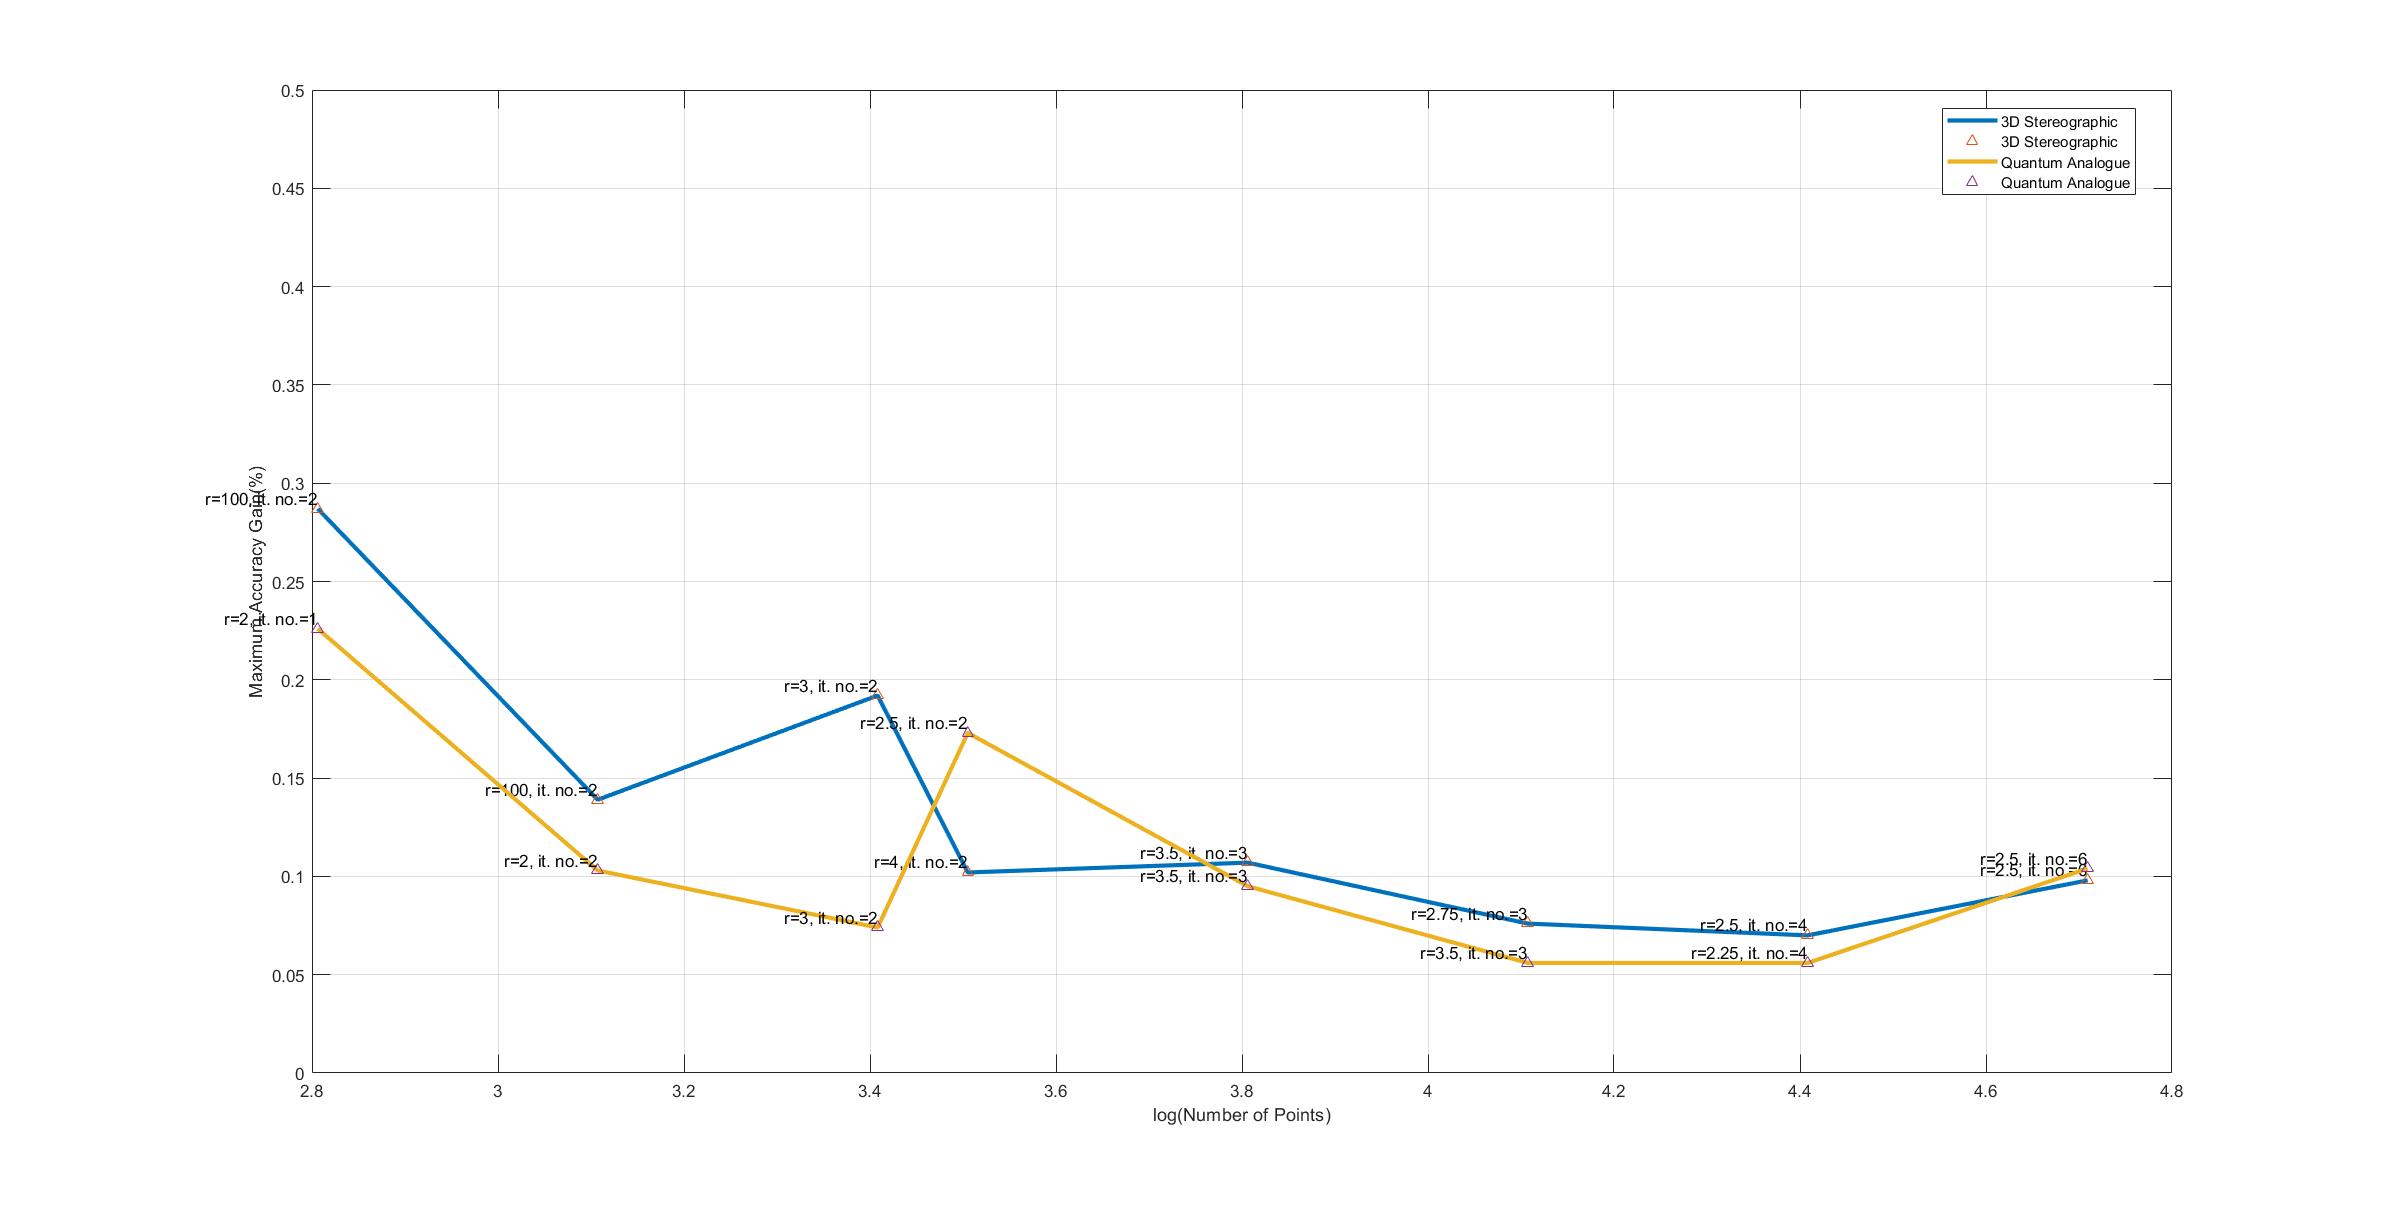 0.5
0.45
0.4
0.35
0.3
0.25
0.2
0.15
0.1
0.05
0
Maximum Accuracy Gain(%)
3D Stereographic
3D Stereographic
Quantum Analogue
Quantum Analogue
r=100, it. no.=2
r=2, it. no.=1
r=3, it. no.=2
r=2.5, it. no.=2
r=100, it. no.=2
r=2, it. no.=2
r=4, it. no.=2
r=3.5, it. no.=3
r=3.5, it. no.=3
r=3, it. no.=2
r=2.75, it. no.=3
r=3.5, it. no.=3
r=2.5, it. no.=4
r=2.25, it. no.=4
r=2.5, it. no.=6
r=2.5, it. no.=
2.8
3
3.2
3.4
3.6
3.8
4
4.2
4.4
4.6
4.8
log(Number of Points)